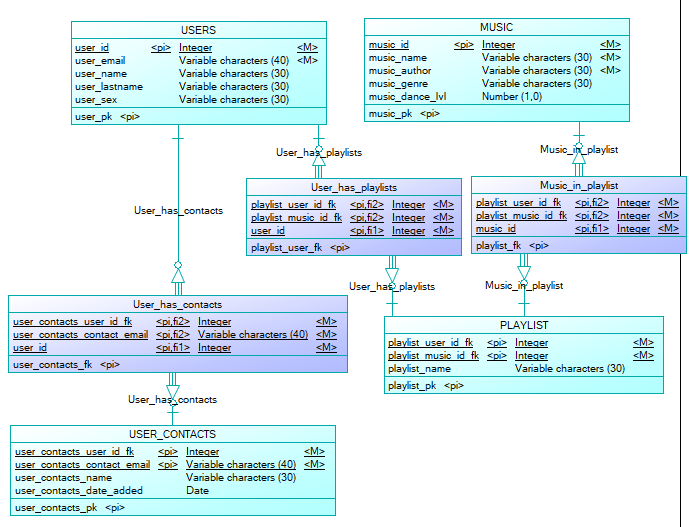 USERS
user_id <pi> Integer <M>
user_email Variable characters (40) <M>
user_name Variable characters (30)
user_lastname Variable characters (30)
user_sex Variable characters (30)
user_pk <pi>
MUSIC
music_id <pi> Integer <M>
music_name Variable characters (30) <M>
music_author Variable characters (30) <M>
music_genre Variable characters (30)
music_dance_lvl Number (1,0)
music_pk <pi>
User_has_playlists
Music_in_playlist
User_has_contacts
User_has_playlists
playlist_user_id_fk <pi,fi2> Integer <M>
playlist_music_id_fk <pi,fi2> Integer <M>
user_id <pi,fi1> Integer <M>
playlist_user_fk <pi>
Music_in_playlist
playlist_user_id_fk <pi,fi2> Integer <M>
playlist_music_id_fk <pi,fi2> Integer <M>
music_id <pi,fi1> Integer <M>
playlist_fk <pi>
User_has_playlists
Music_in_playlist
User_has_contacts
user_contacts_user_id_fk <pi,fi2> Integer <M>
user_contacts_contact_email <pi,fi2> Variable characters (40) <M>
user_id <pi,fi1> Integer <M>
user_contacts_fk <pi>
PLAYLIST
playlist_user_id_fk <pi> Integer <M>
playlist_music_id_fk <pi> Integer <M>
playlist_name Variable characters (30)
playlist_pk <pi>
User_has_contacts
USER_CONTACTS
user_contacts_user_id_fk <pi> Integer <M>
user_contacts_contact_email <pi> Variable characters (40) <M>
user_contacts_name Variable characters (30)
user_contacts_date_added Date
user_contacts_pk <pi>